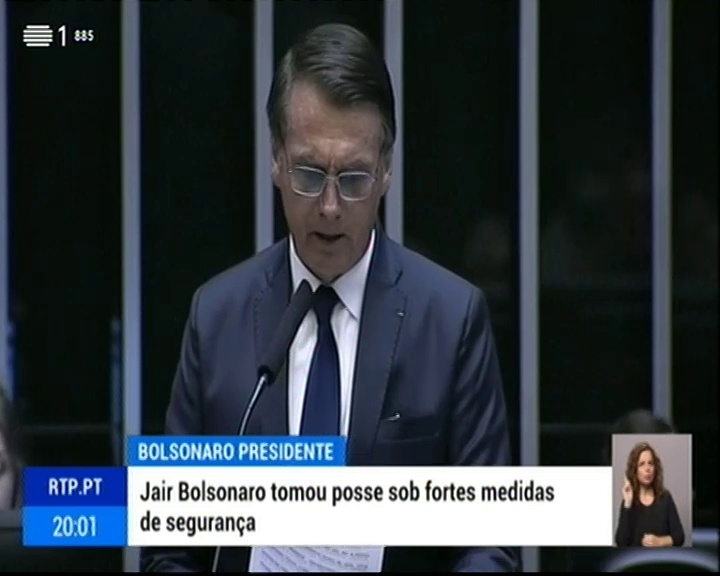 1 885
BOLSONARO PRESIDENTE
RTP.PT
Jair Bolsonaro tomou posse sob fortes medidas
20:01
de segurança